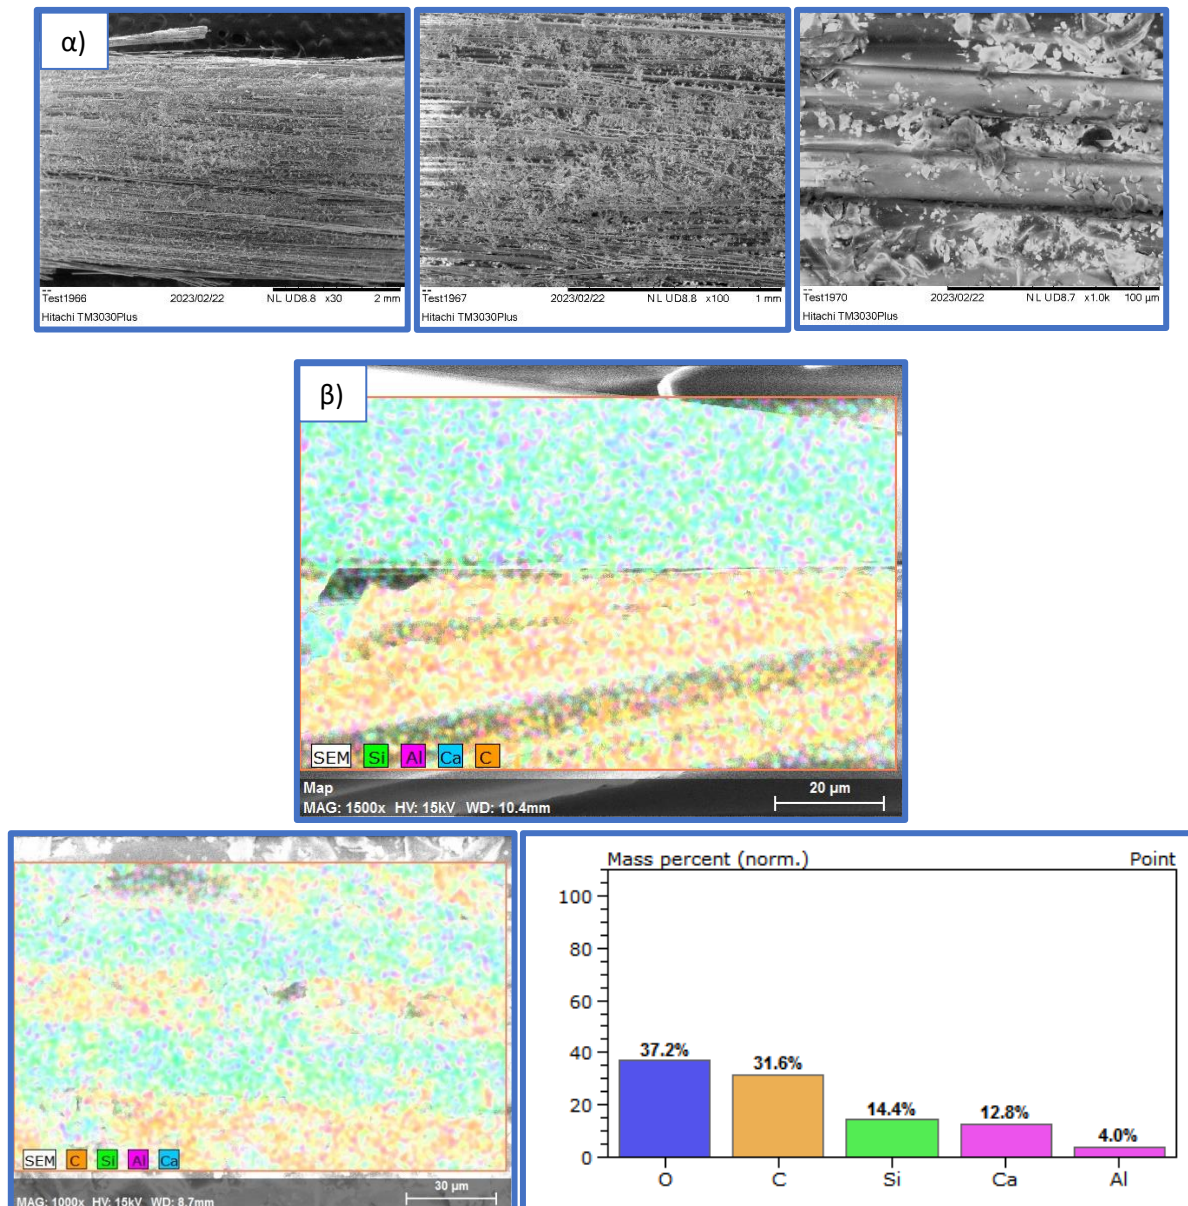 α)
Test1966 2023/02/22 NL UD8.8 x30 2 mm
Hitachi TM3030Plus
Test1967 2023/02/22 NL UD8.8 x100 1 mm
Hitachi TM3030Plus
Test1970 2023/02/22 NL UD8.7 x1.0k 100 µm
Hitachi TM3030Plus
β)
SEM Si Al Ca C
Map
MAG: 1500x HV: 15kV WD: 10.4mm
20 µm
SEM C Si Al Ca
MAG: 1000x HV: 15kV WD: 8.7mm
30 µm
Mass percent (norm.) Point
100
80
60
40
20
0
37.2%
31.6%
14.4%
12.8%
4.0%
O C Si Ca Al